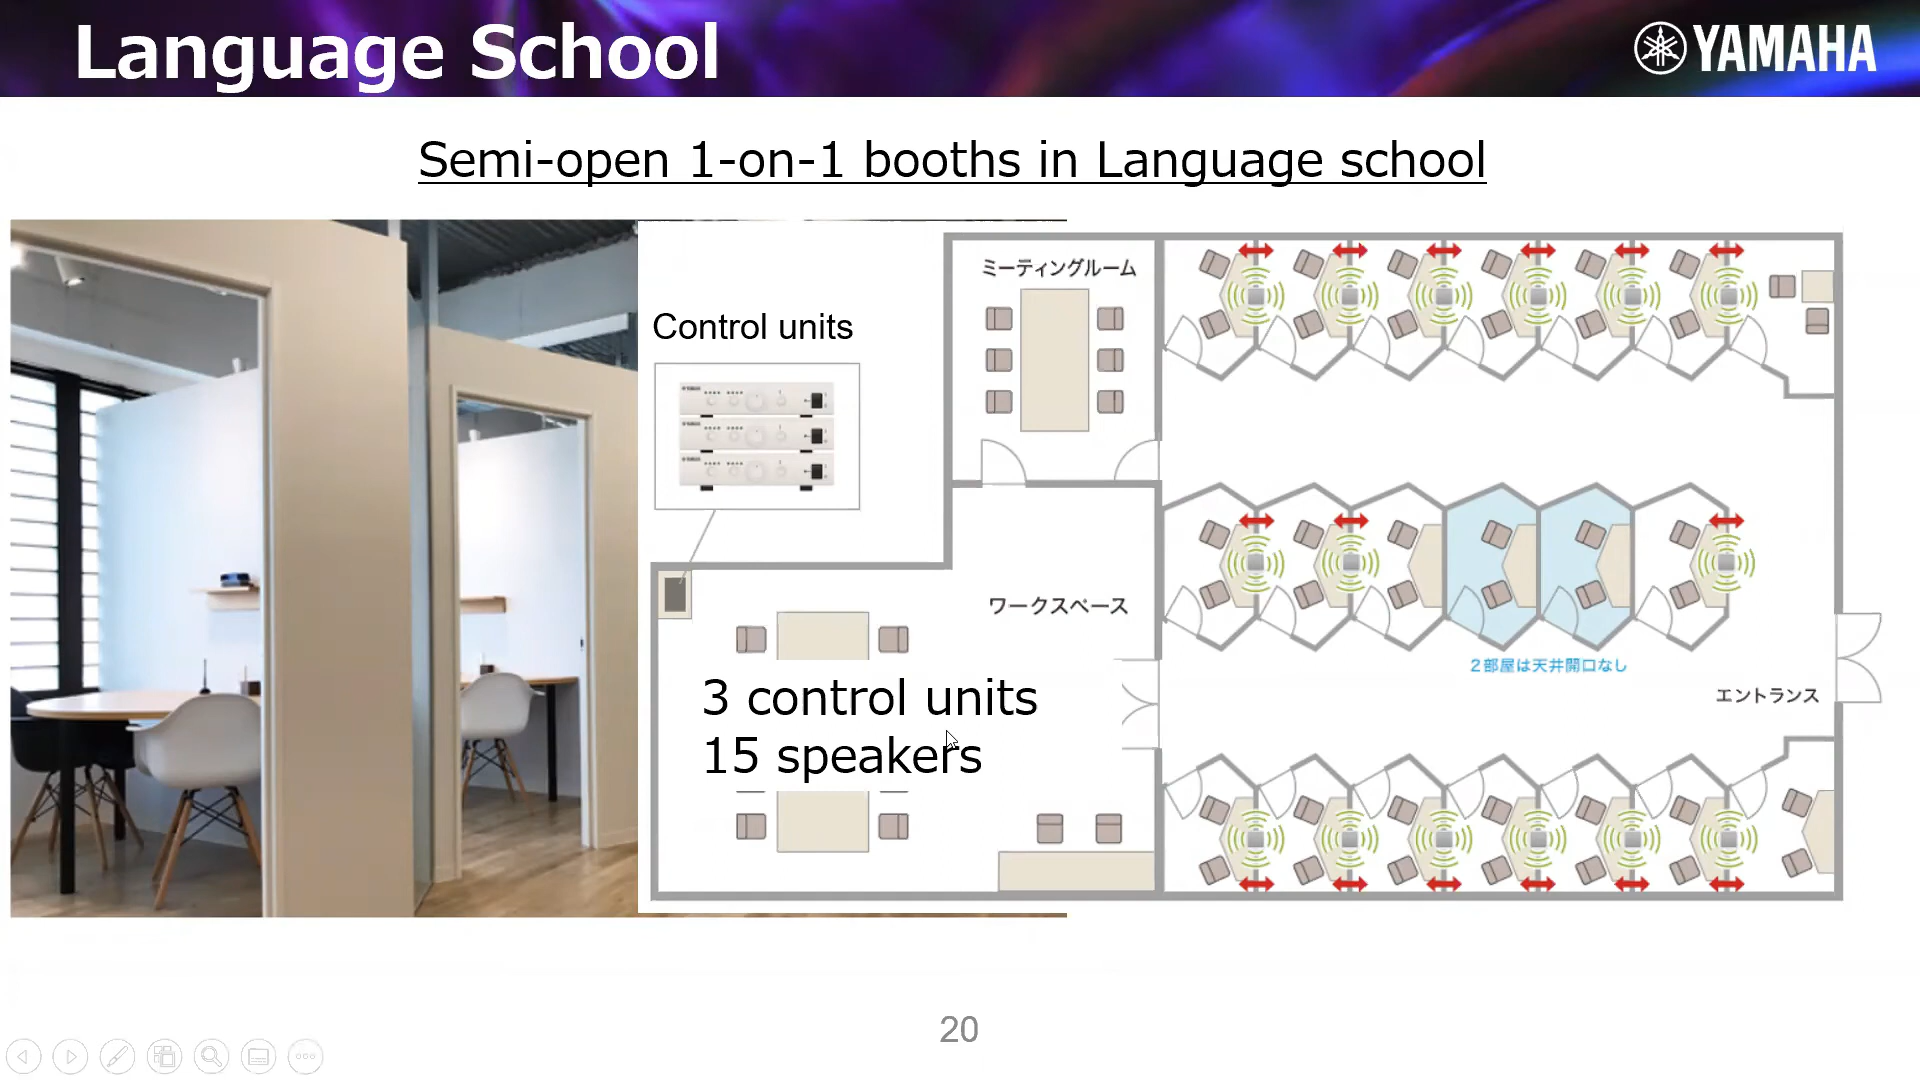 Language School
YAMAHA
Semi-open 1-on-1 booths in Language school
Control units
ミーティングルーム
ワークスペース
3 control units
15 speakers
2部屋は天井開口なし
エントランス
20